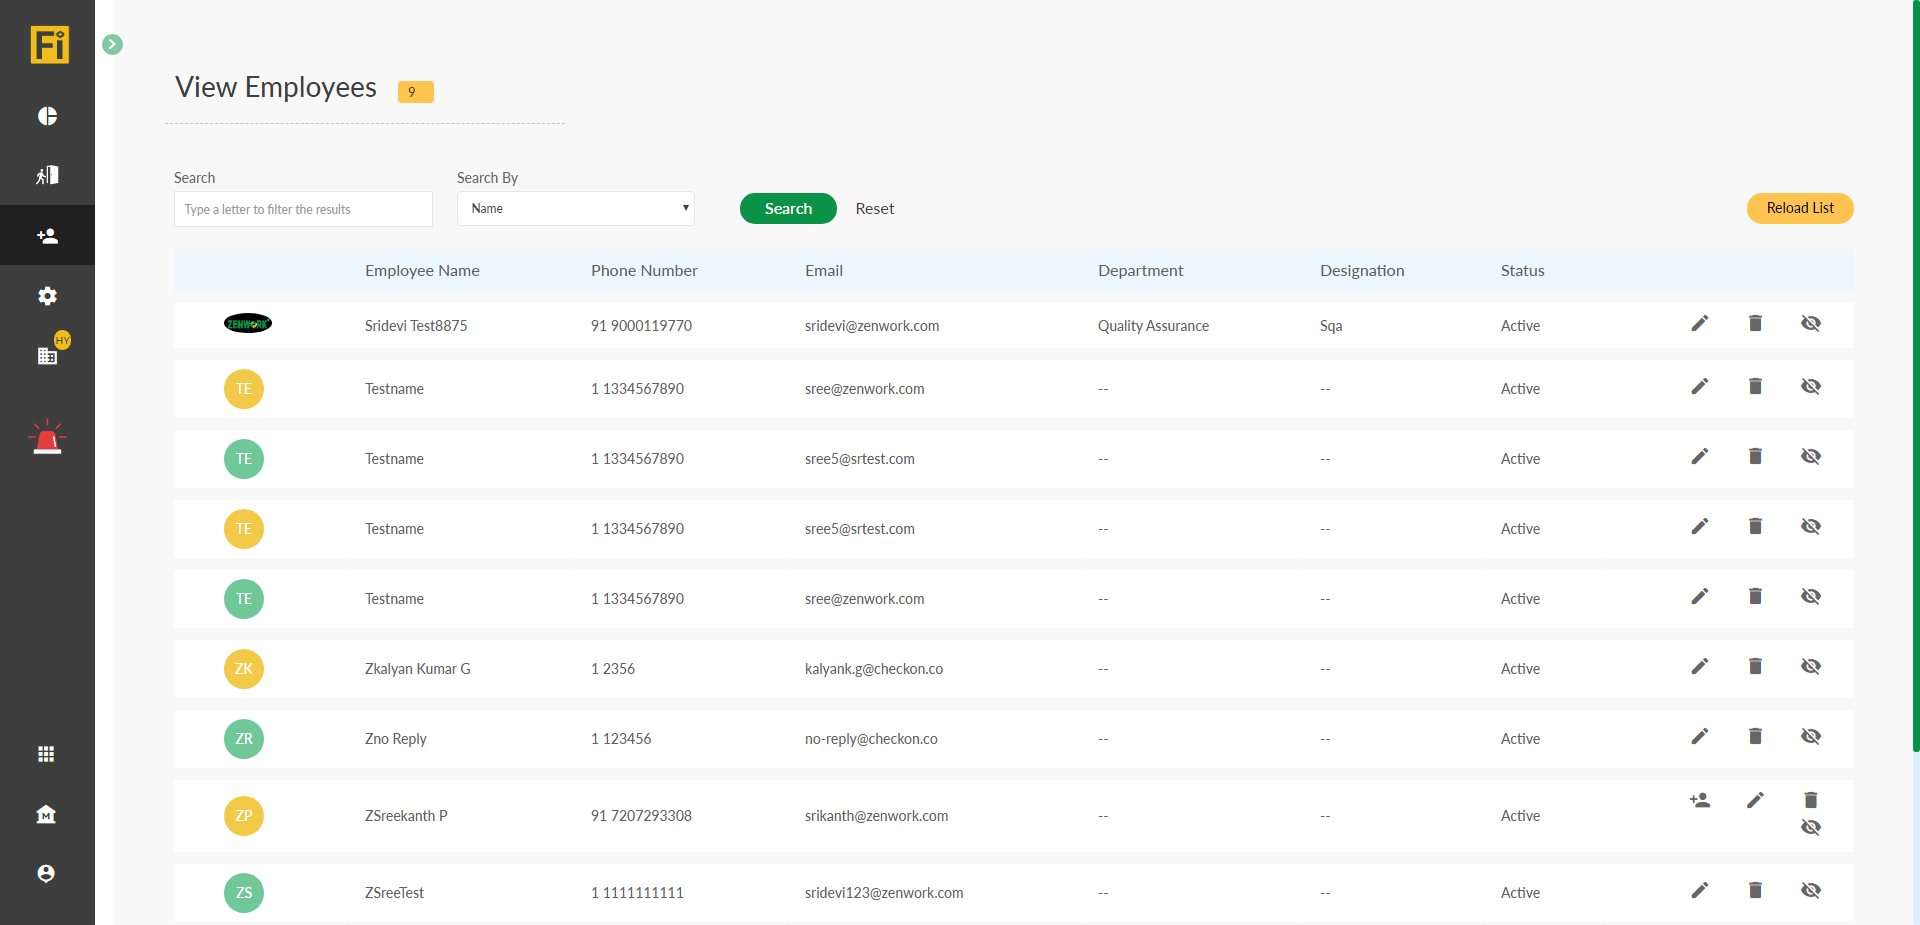 Fi
View Employees 9
Search Search By
Type a letter to filter the results Name Search Reset Reload List
Employee Name Phone Number Email Department Designation Status
ZENWORK Sridevi Test8875 91 9000119770 sridevi@zenwork.com Quality Assurance Sqa Active
HY
TE Testname 1 1334567890 sree@zenwork.com -- -- Active
TE Testname 1 1334567890 sree5@srtest.com -- -- Active
TE Testname 1 1334567890 sree5@srtest.com -- -- Active
TE Testname 1 1334567890 sree@zenwork.com -- -- Active
ZK Zkalyan Kumar G 1 2356 kalyank.g@checkon.co -- -- Active
ZR Zno Reply 1 123456 no-reply@checkon.co -- -- Active
M
ZP ZSreekanth P 91 7207293308 srikanth@zenwork.com -- -- Active
ZS ZSreeTest 1 1111111111 sridevi123@zenwork.com -- -- Active